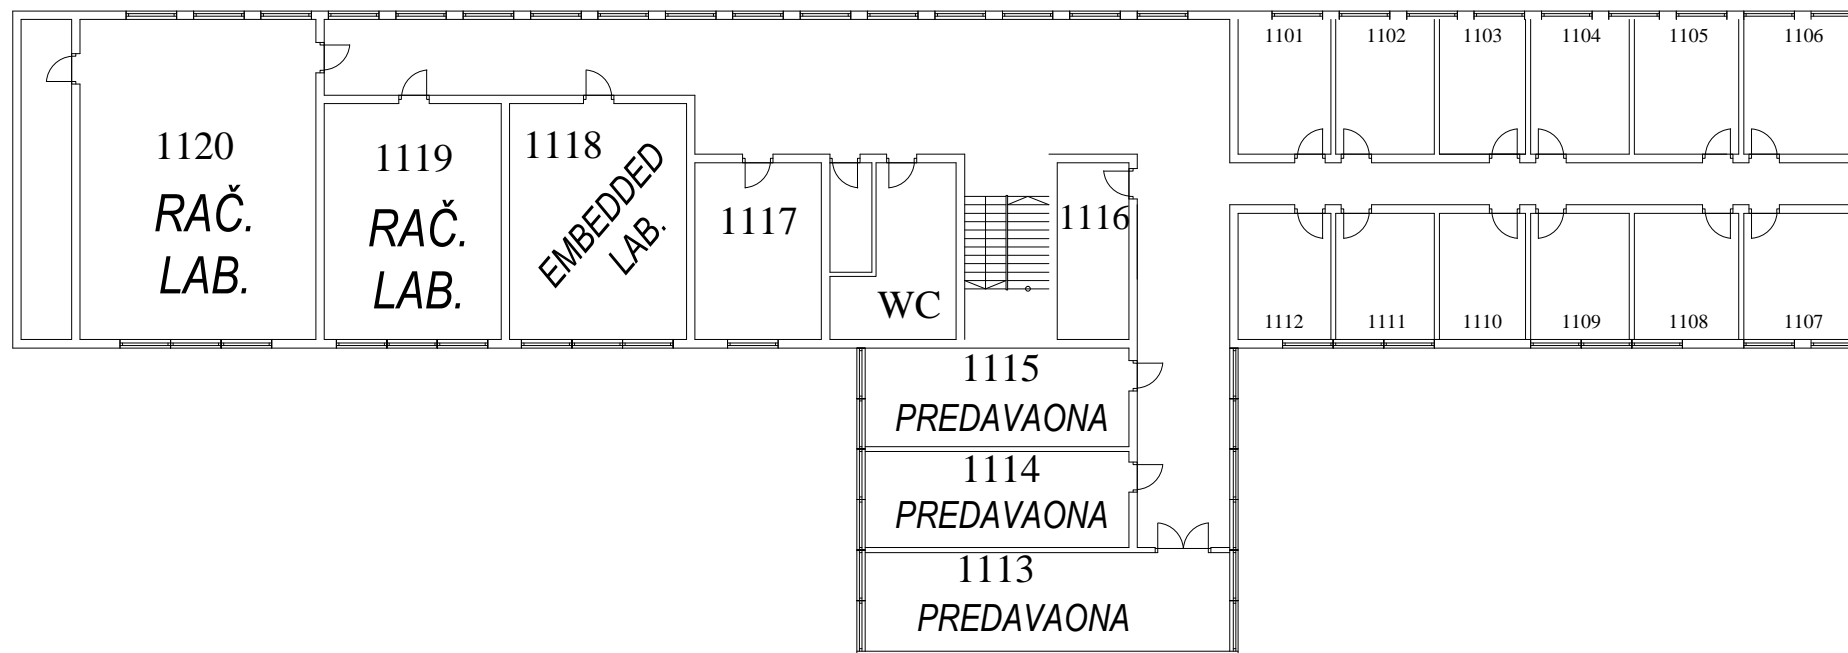 1101
1102
1103
1104
1105
1106
1120
RAČ.
LAB.
1119
RAČ.
LAB.
1118
EMBEDDED
LAB.
1117
WC
1116
1112
1111
1110
1109
1108
1107
1115
PREDAVAONA
1114
PREDAVAONA
1113
PREDAVAONA